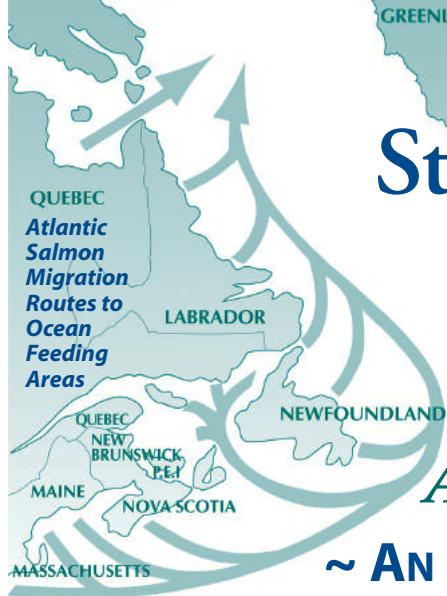 GREENL
St
QUEBEC
Atlantic
Salmon
Migration
Routes to
Ocean
Feeding
Areas
LABRADOR
QUEBEC
NEWFOUNDLAND
NEW
BRUNSWICK
P.E.I
MAINE
NOVA SCOTIA
A
~ AN
MASSACHUSETTS